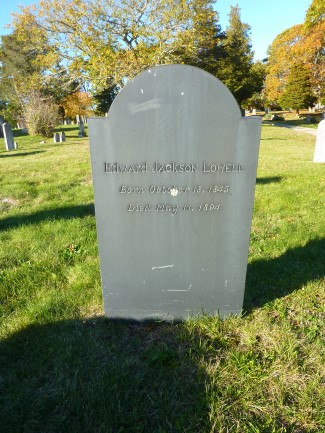 Edward Jackson Lowell
Born October 18, 1845.
Died May 11, 1894